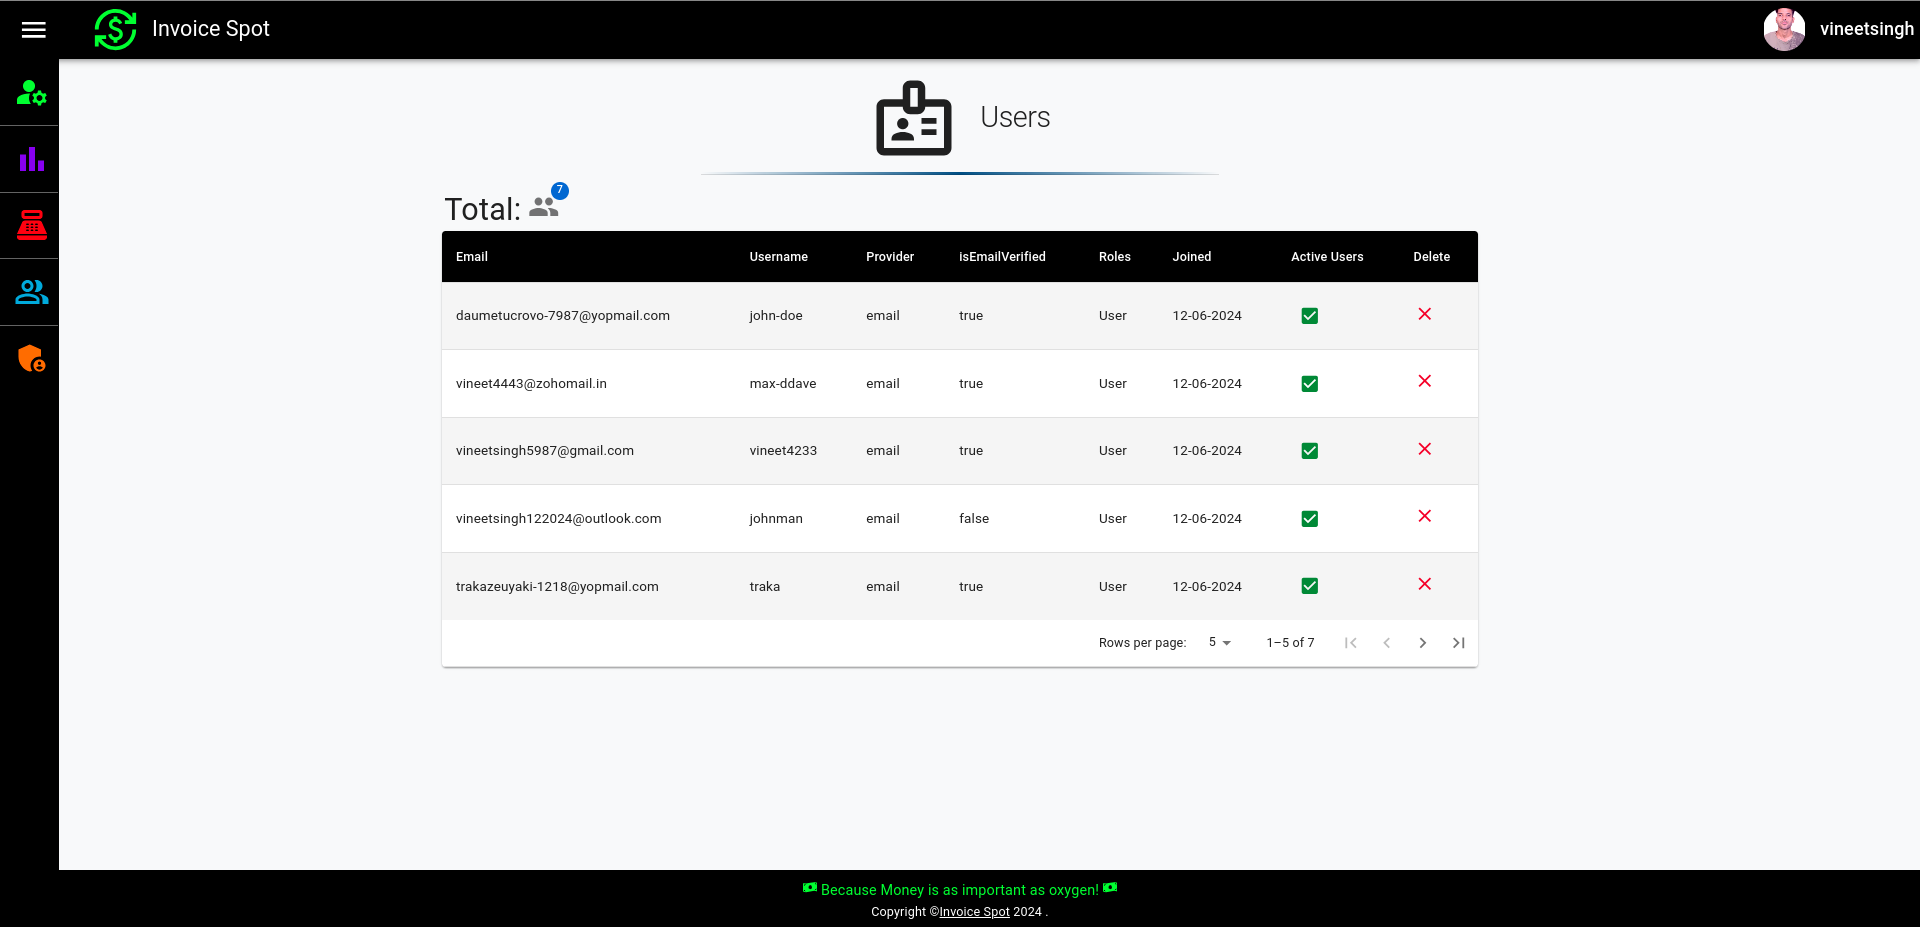 Invoice Spot
vineetsingh
Users
Total: 7
Email Username Provider isEmailVerified Roles Joined Active Users Delete
daumetucrovo-7987@yopmail.com john-doe email true User 12-06-2024
vineet4443@zohomail.in max-ddave email true User 12-06-2024
vineetsingh5987@gmail.com vineet4233 email true User 12-06-2024
vineetsingh122024@outlook.com johnman email false User 12-06-2024
trakazeuyaki-1218@yopmail.com traka email true User 12-06-2024
Rows per page: 5 1–5 of 7
Because Money is as important as oxygen!
Copyright ©Invoice Spot 2024 .